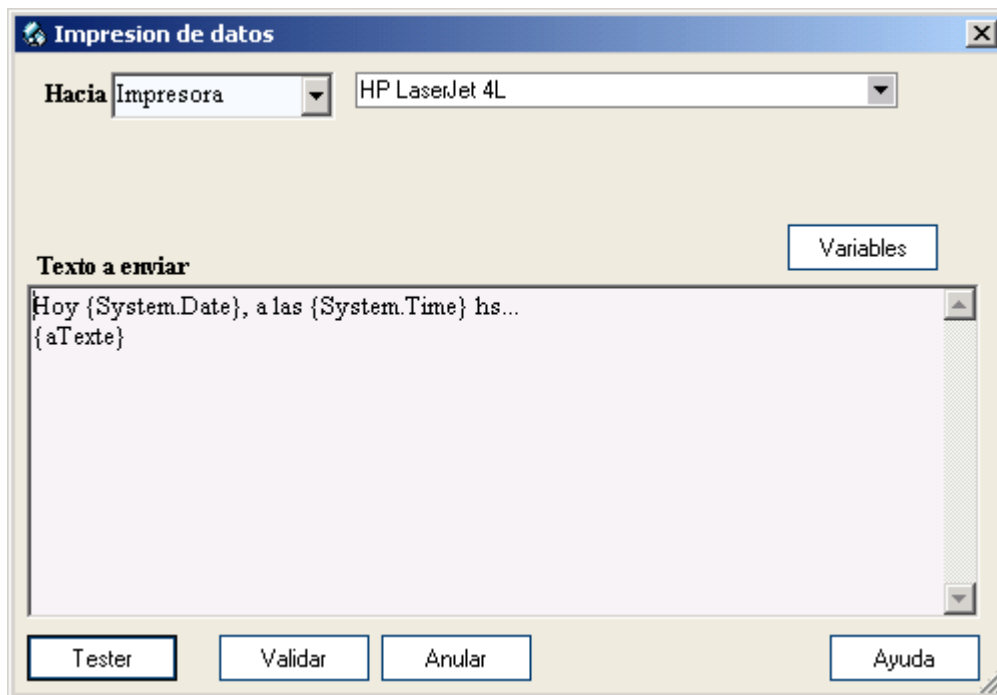 Impresion de datos
Hacia Impresora HP LaserJet 4L
Variables
Texto a enviar
Hoy {System.Date}, a las {System.Time} hs...
{aTexte}
Tester Validar Anular Ayuda